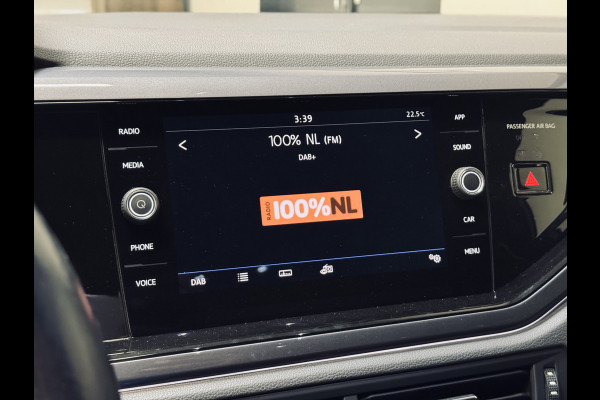 3:39
22.5°C
100% NL (FM)
DAB+
<
>
RADIO
MEDIA
PHONE
VOICE
APP
SOUND
CAR
MENU
PASSENGER AIR BAG
RADIO 100%NL
DAB